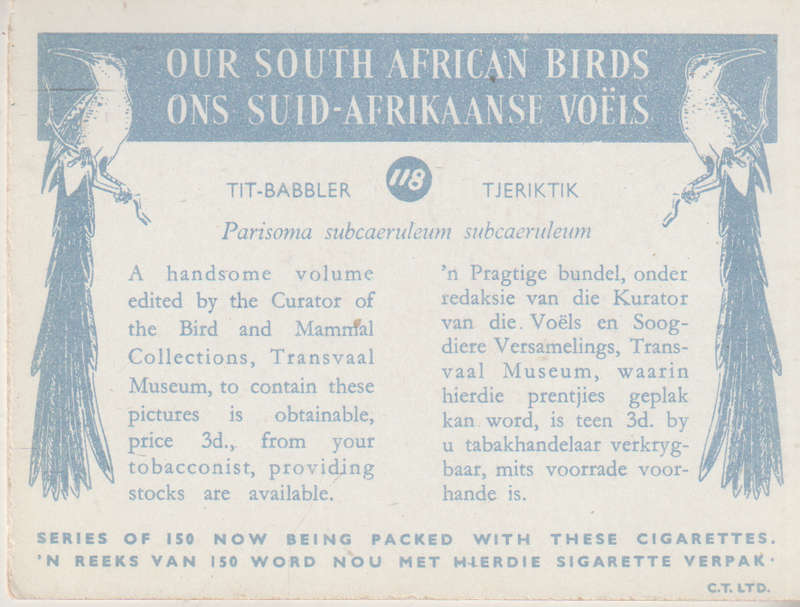 OUR SOUTH AFRICAN BIRDS
ONS SUID-AFRIKAANSE VOËLS
TIT-BABBLER 118 TJERIKTIK
Parisoma subcaeruleum subcaeruleum
A handsome volume
edited by the Curator of
the Bird and Mammal
Collections, Transvaal
Museum, to contain these
pictures is obtainable,
price 3d., from your
tobacconist, providing
stocks are available.
'n Pragtige bundel, onder
redaksie van die Kurator
van die Voëls en Soog-
diere Versamelings, Trans-
vaal Museum, waarin
hierdie prentjies geplak
kan word, is teen 3d. by
u tabakhandelaar verkryg-
baar, mits voorrade voor-
hande is.
SERIES OF 150 NOW BEING PACKED WITH THESE CIGARETTES.
'N REEKS VAN 150 WORD NOU MET HIERDIE SIGARETTE VERPAK.
C.T. LTD.